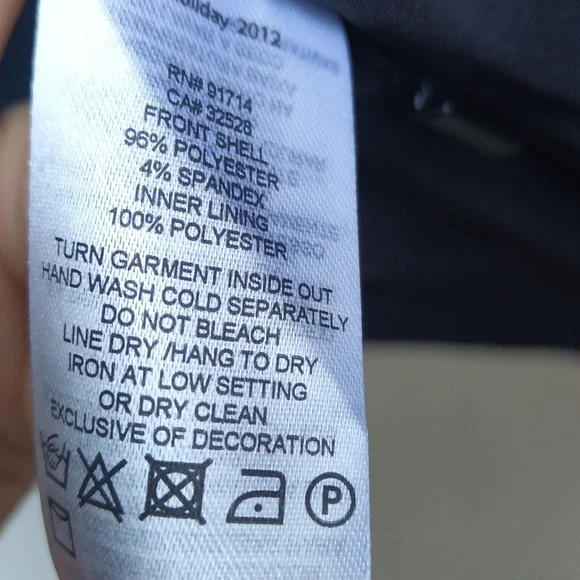 oliday 2012
RN# 91714
CA# 32528
FRONT SHELL
96% POLYESTER
4% SPANDEX
INNER LINING
100% POLYESTER
TURN GARMENT INSIDE OUT
HAND WASH COLD SEPARATELY
DO NOT BLEACH
LINE DRY /HANG TO DRY
IRON AT LOW SETTING
OR DRY CLEAN
EXCLUSIVE OF DECORATION
P